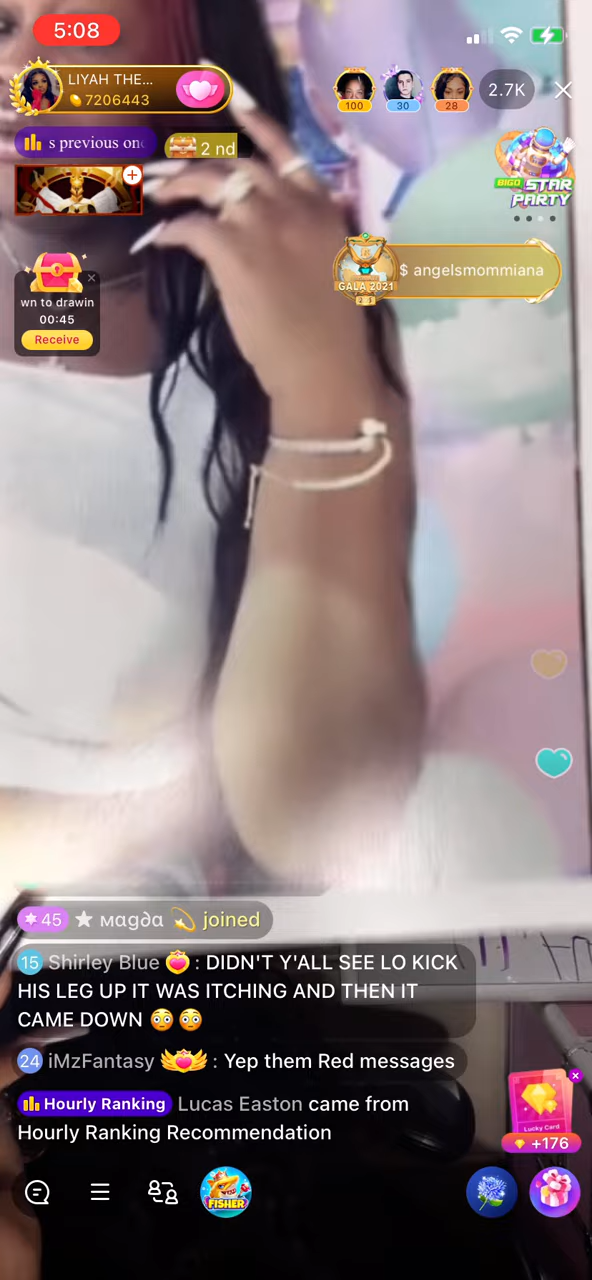 5:08
LIYAH THE...
7206443
100
30
28
2.7K
s previous on
2 nd
BIGO STAR
PARTY
GALA 2021
$ angelsmommiana
wn to drawin
00:45
Receive
45 ★ мαg∂α 💫 joined
15 Shirley Blue : DIDN'T Y'ALL SEE LO KICK
HIS LEG UP IT WAS ITCHING AND THEN IT
CAME DOWN 😳 😳
24 iMzFantasy : Yep them Red messages
Hourly Ranking Lucas Easton came from
Hourly Ranking Recommendation
Lucky Card
+176
FISHER